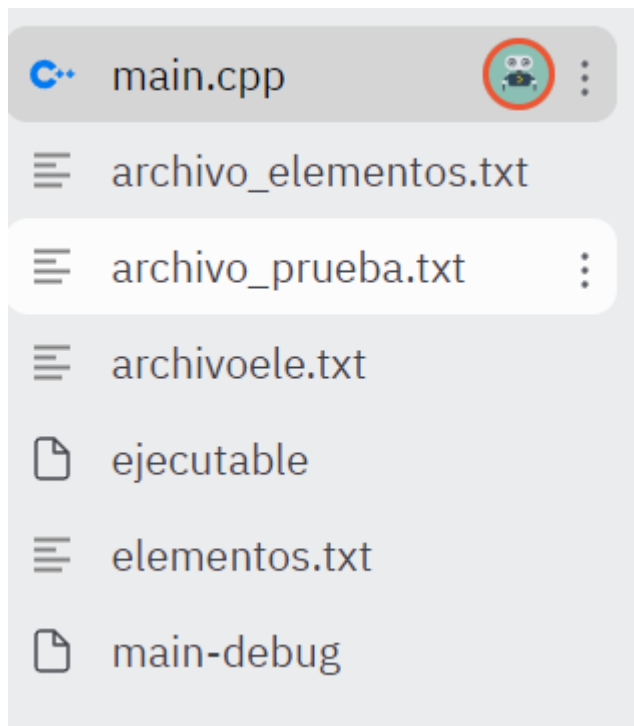 main.cpp
archivo_elementos.txt
archivo_prueba.txt
archivoele.txt
ejecutable
elementos.txt
main-debug